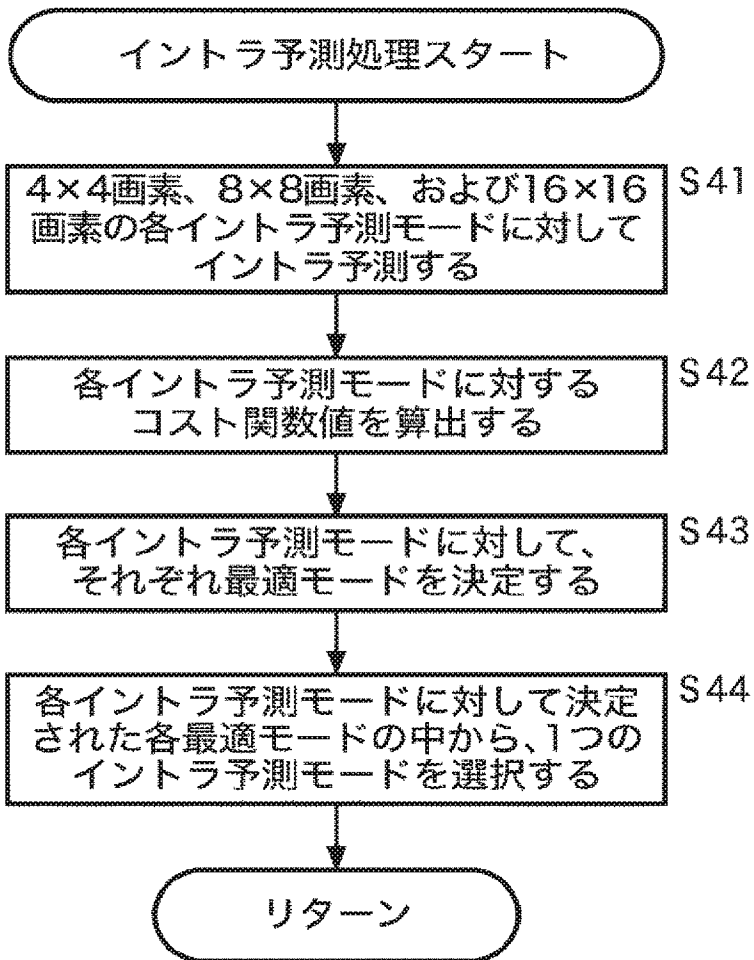 イントラ予測処理スタート
4×4画素、8×8画素、および16×16
画素の各イントラ予測モードに対して
イントラ予測する
S41
各イントラ予測モードに対する
コスト関数値を算出する
S42
各イントラ予測モードに対して、
それぞれ最適モードを決定する
S43
各イントラ予測モードに対して決定
された各最適モードの中から、1つの
イントラ予測モードを選択する
S44
リターン